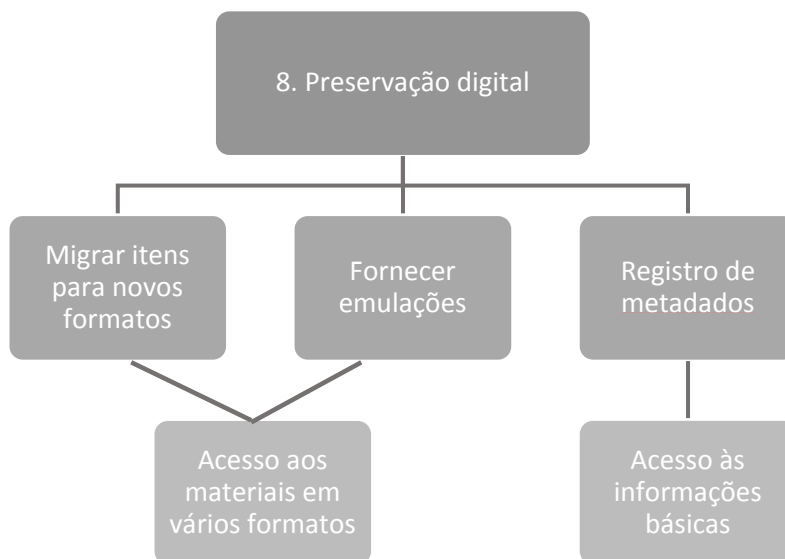 8. Preservação digital
Migrar itens
para novos
formatos
Fornecer
emulações
Registro de
metadados
Acesso aos
materiais em
vários formatos
Acesso às
informações
básicas